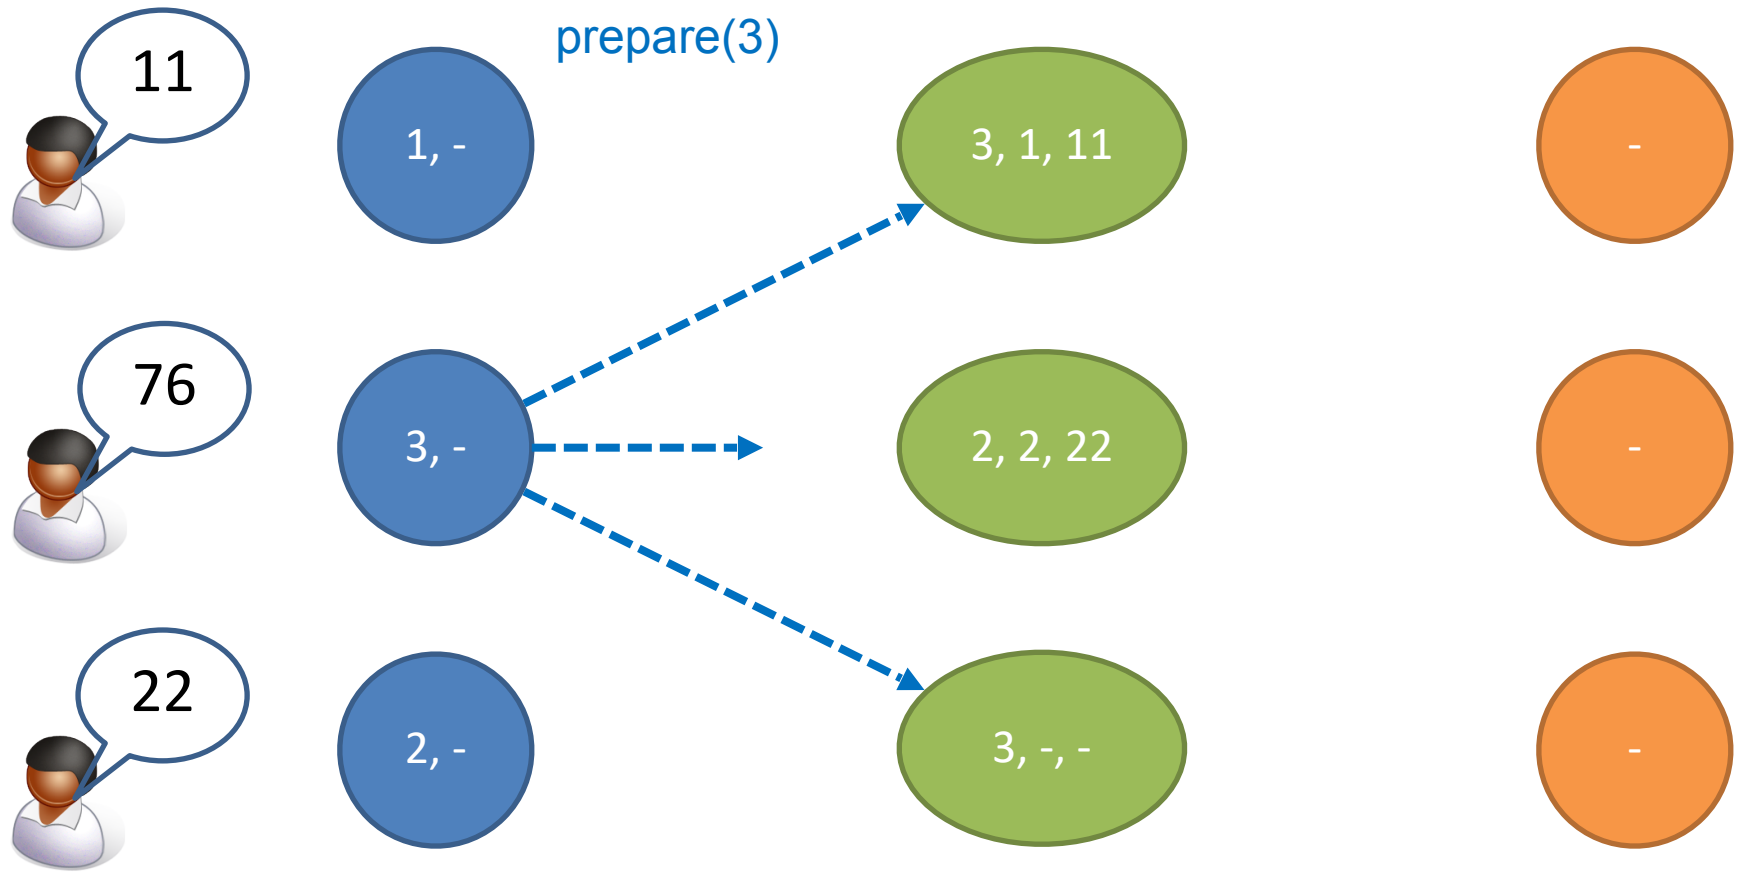 prepare(3)
11
1, -
3, 1, 11
-
76
3, -
2, 2, 22
-
22
2, -
3, -, -
-